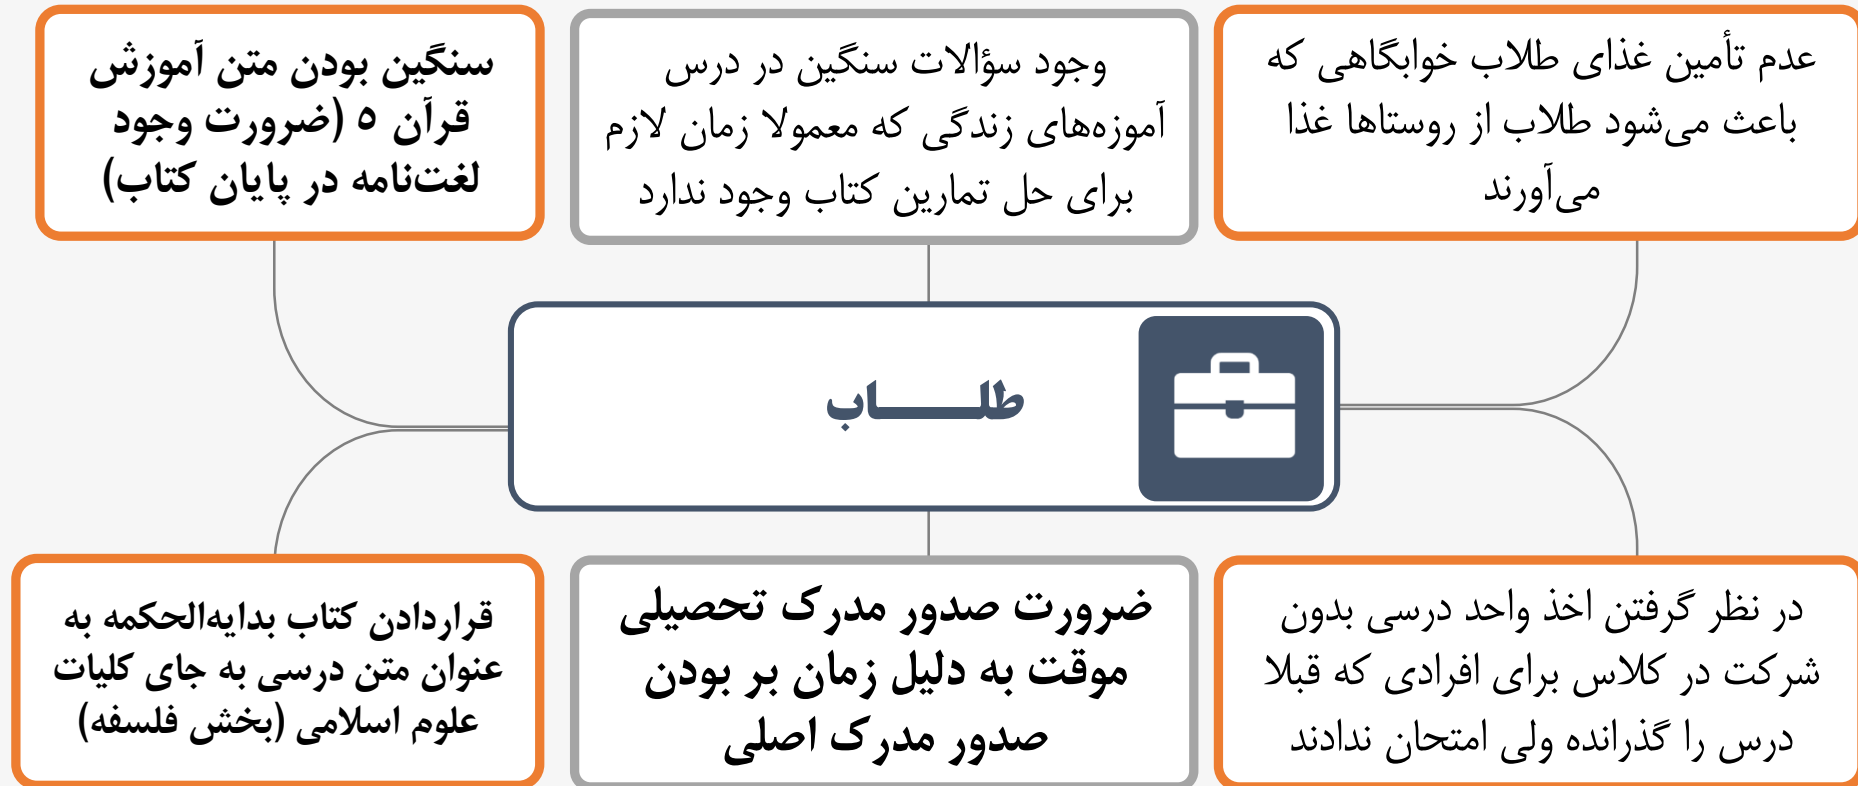 عدم تأمین غذای طلاب خوابگاهی که
باعث می‌شود طلاب از روستاها غذا
می‌آورند
وجود سؤالات سنگین در درس
آموزه‌های زندگی که معمولا زمان لازم
برای حل تمارین کتاب وجود ندارد
سنگین بودن متن آموزش
قرآن ۵ (ضرورت وجود
لغت‌نامه در پایان کتاب)
طلــــــاب
در نظر گرفتن اخذ واحد درسی بدون
شرکت در کلاس برای افرادی که قبلا
درس را گذرانده ولی امتحان ندادند
ضرورت صدور مدرک تحصیلی
موقت به دلیل زمان بر بودن
صدور مدرک اصلی
قراردادن کتاب بدایه‌الحکمه به
عنوان متن درسی به جای کلیات
علوم اسلامی (بخش فلسفه)